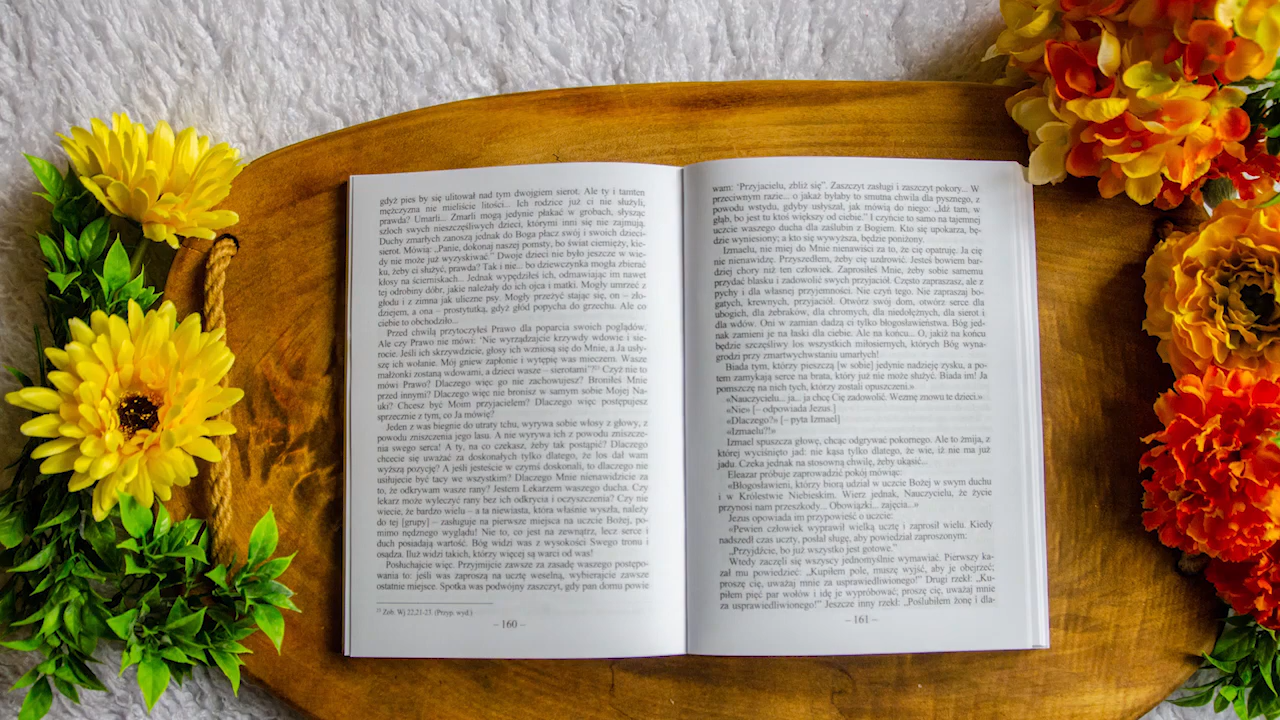 gdyż pies by się ulitował nad tym dwojgiem sierot. Ale ty i tamten
mężczyzna nie mieliście litości... Ich rodzice już ci nie służyli,
prawda? Umarli... Zmarli mogą jedynie płakać w grobach, słysząc
szloch swych nieszczęśliwych dzieci, którymi inni się nie zajmują.
Duchy zmarłych zanoszą jednak do Boga płacz swój i swoich dzieci-
sierot. Mówią: „Panie, dokonaj naszej pomsty, bo świat ciemięży, kie-
dy nie może już wyzyskiwać.” Dwoje dzieci nie było jeszcze w wie-
ku, żeby ci służyć, prawda? Tak i nie... bo dziewczynka mogła zbierać
kłosy na ścierniskach... Jednak wypędziłeś ich, odmawiając im nawet
tej odrobiny dóbr, jakie należały do ich ojca i matki. Mogły umrzeć z
głodu i z zimna jak uliczne psy. Mogły przeżyć stając się, on – zło-
dziejem, a ona – prostytutką, gdyż głód popycha do grzechu. Ale co
ciebie to obchodziło...
Przed chwilą przytoczyłeś Prawo dla poparcia swoich poglądów.
Ale czy Prawo nie mówi: ‘Nie wyrządzajcie krzywdy wdowie i sie-
rocie. Jeśli ich skrzywdzicie, głosy ich wzniosą się do Mnie, a Ja usły-
szę ich wołanie. Mój gniew zapłonie i wytępię was mieczem. Wasze
małżonki zostaną wdowami, a dzieci wasze – sierotami”? Czyż nie to
mówi Prawo? Dlaczego więc go nie zachowujesz? Broniłeś Mnie
przed innymi? Dlaczego więc nie bronisz w samym sobie Mojej Na-
uki? Chcesz być Moim przyjacielem? Dlaczego więc postępujesz
sprzecznie z tym, co Ja mówię?
Jeden z was biegnie do utraty tchu, wyrywa sobie włosy z głowy, z
powodu zniszczenia jego lasu. A nie wyrywa ich z powodu zniszcze-
nia swego serca! A ty, na co czekasz, żeby tak postąpić? Dlaczego
chcecie się uważać za doskonałych tylko dlatego, że los dał wam
wyższą pozycję? A jeśli jesteście w czymś doskonali, to dlaczego nie
usiłujecie być tacy we wszystkim? Dlaczego Mnie nienawidzicie za
to, że odkrywam wasze rany? Jestem Lekarzem waszego ducha. Czy
lekarz może wyleczyć rany bez ich odkrycia i oczyszczenia? Czy nie
wiecie, że bardzo wielu – a ta niewiasta, która właśnie wyszła, należy
do tej [grupy] – zasługuje na pierwsze miejsca na uczcie Bożej, po-
mimo nędznego wyglądu! Nie to, co jest na zewnątrz, lecz serce i
duch posiadają wartość. Bóg widzi was z wysokości Swego tronu i
osądza. Iluż widzi takich, którzy więcej są warci od was!
Posłuchajcie więc. Przyjmijcie zawsze za zasadę waszego postępo-
wania to: jeśli was zaproszą na ucztę weselną, wybierajcie zawsze
ostatnie miejsce. Spotka was podwójny zaszczyt, gdy pan domu powie
Zob. Wj 22,21-23. (Przyp. wyd.)
– 160 –
wam: ‘Przyjacielu, zbliż się”. Zaszczyt zasługi i zaszczyt pokory... W
przeciwnym razie... o jakaż byłaby to smutna chwila dla pysznego, z
powodu wstydu, gdyby usłyszał, jak mówią do niego: „Idź tam, w
głąb, bo jest tu ktoś większy od ciebie.” I czyńcie to samo na tajemnej
uczcie waszego ducha dla zaślubin z Bogiem. Kto się upokarza, bę-
dzie wyniesiony; a kto się wywyższa, będzie poniżony.
Izmaelu, nie miej do Mnie nienawiści za to, że cię opatruję. Ja cię
nie nienawidzę. Przyszedłem, żeby cię uzdrowić. Jesteś bowiem bar-
dziej chory niż ten człowiek. Zaprosiłeś Mnie, żeby sobie samemu
przydać blasku i zadowolić swych przyjaciół. Często zapraszasz, ale z
pychy i dla własnej przyjemności. Nie czyń tego. Nie zapraszaj bo-
gatych, krewnych, przyjaciół. Otwórz swój dom, otwórz serce dla
ubogich, dla żebraków, dla chromych, dla niedołężnych, dla sierot i
dla wdów. Oni w zamian dadzą ci tylko błogosławieństwa. Bóg jed-
nak zamieni je na łaski dla ciebie. Ale na końcu... O, jakiż na końcu
będzie szczęśliwy los wszystkich miłosiernych, których Bóg wyna-
grodzi przy zmartwychwstaniu umarłych!
Biada tym, którzy pieszczą [w sobie] jedynie nadzieję zysku, a po-
tem zamykają serce na brata, który już nie może służyć. Biada im! Ja
pomszczę na nich tych, którzy zostali opuszczeni.»
«Nauczycielu... ja... ja chcę Cię zadowolić. Wezmę znowu te dzieci.»
«Nie» [– odpowiada Jezus.]
«Dlaczego?» [– pyta Izmael]
«Izmaelu?!»
Izmael spuszcza głowę, chcąc odgrywać pokornego. Ale to żmija, z
której wyciśnięto jad: nie kąsa tylko dlatego, że wie, iż nie ma już
jadu. Czeka jednak na stosowną chwilę, żeby ukąsić...
Eleazar próbuje zaprowadzić pokój mówiąc:
«Błogosławieni, którzy biorą udział w uczcie Bożej w swym duchu
i w Królestwie Niebieskim. Wierz jednak, Nauczycielu, że życie
przynosi nam przeszkody... Obowiązki.. zajęcia...»
Jezus opowiada im przypowieść o uczcie:
«Pewien człowiek wyprawił wielką ucztę i zaprosił wielu. Kiedy
nadszedł czas uczty, posłał sługę, aby powiedział zaproszonym:
„Przyjdźcie, bo już wszystko jest gotowe.”
Wtedy zaczęli się wszyscy jednomyślnie wymawiać. Pierwszy ka-
zał mu powiedzieć: „Kupiłem pole, muszę wyjść, aby je obejrzeć;
proszę cię, uważaj mnie za usprawiedliwionego!” Drugi rzekł: „Ku-
piłem pięć par wołów i idę je wypróbować; proszę cię, uważaj mnie
za usprawiedliwionego!” Jeszcze inny rzekł: „Poślubiłem żonę i dla-
– 161 –